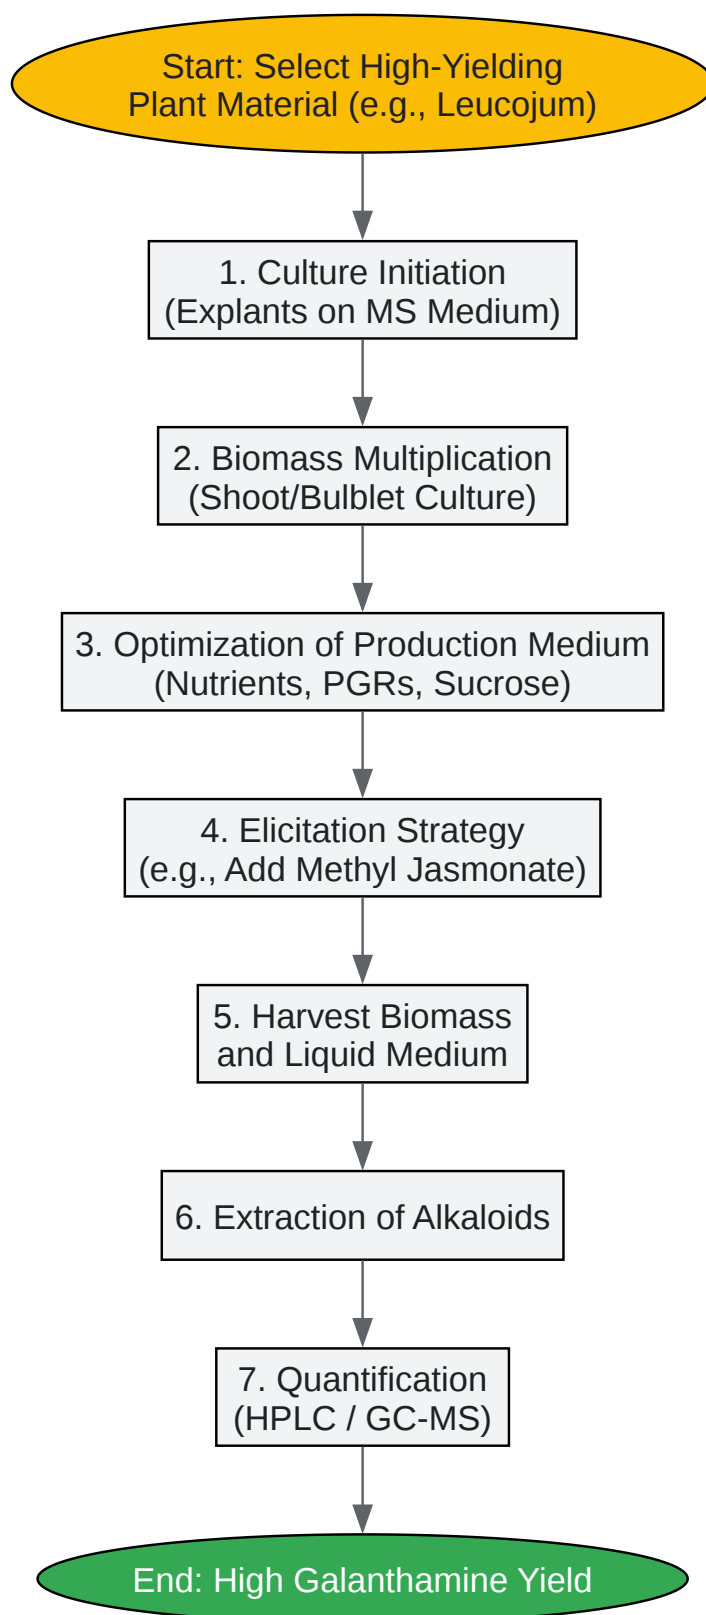 Start: Select High-Yielding
Plant Material (e.g., Leucojum)
1. Culture Initiation
(Explants on MS Medium)
2. Biomass Multiplication
(Shoot/Bulblet Culture)
3. Optimization of Production Medium
(Nutrients, PGRs, Sucrose)
4. Elicitation Strategy
(e.g., Add Methyl Jasmonate)
5. Harvest Biomass
and Liquid Medium
6. Extraction of Alkaloids
7. Quantification
(HPLC / GC-MS)
End: High Galanthamine Yield